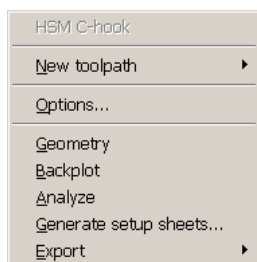 HSM C-hook
New toolpath
Options...
Geometry
Backplot
Analyze
Generate setup sheets...
Export